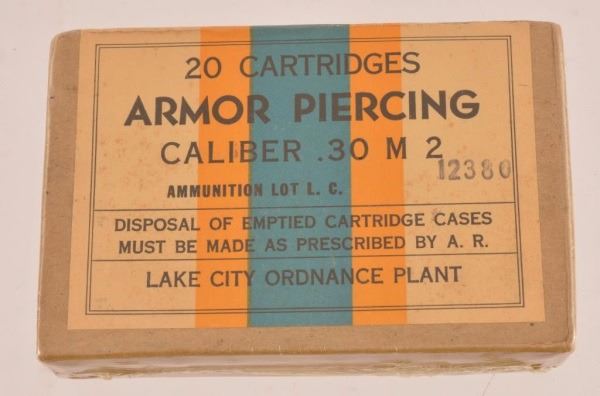 20 CARTRIDGES
ARMOR PIERCING
CALIBER .30 M 2
AMMUNITION LOT L. C. 12380
DISPOSAL OF EMPTIED CARTRIDGE CASES
MUST BE MADE AS PRESCRIBED BY A. R.
LAKE CITY ORDNANCE PLANT